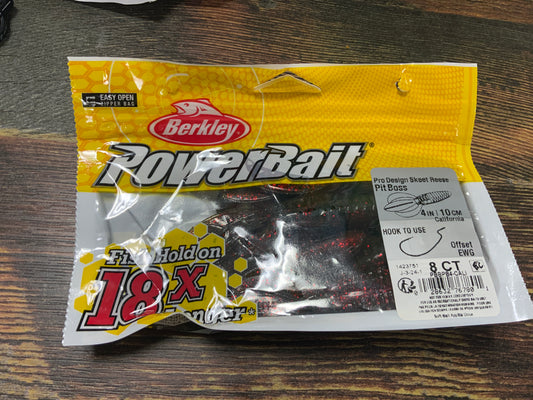 EASY OPEN
ZIPPER BAG
Berkley
PowerBait®
Pro Design Skeet Reese
Pit Boss
4 IN | 10 CM
California
HOOK TO USE
Offset
EWG
8 CT
Fish Hold on
18X
Longer*